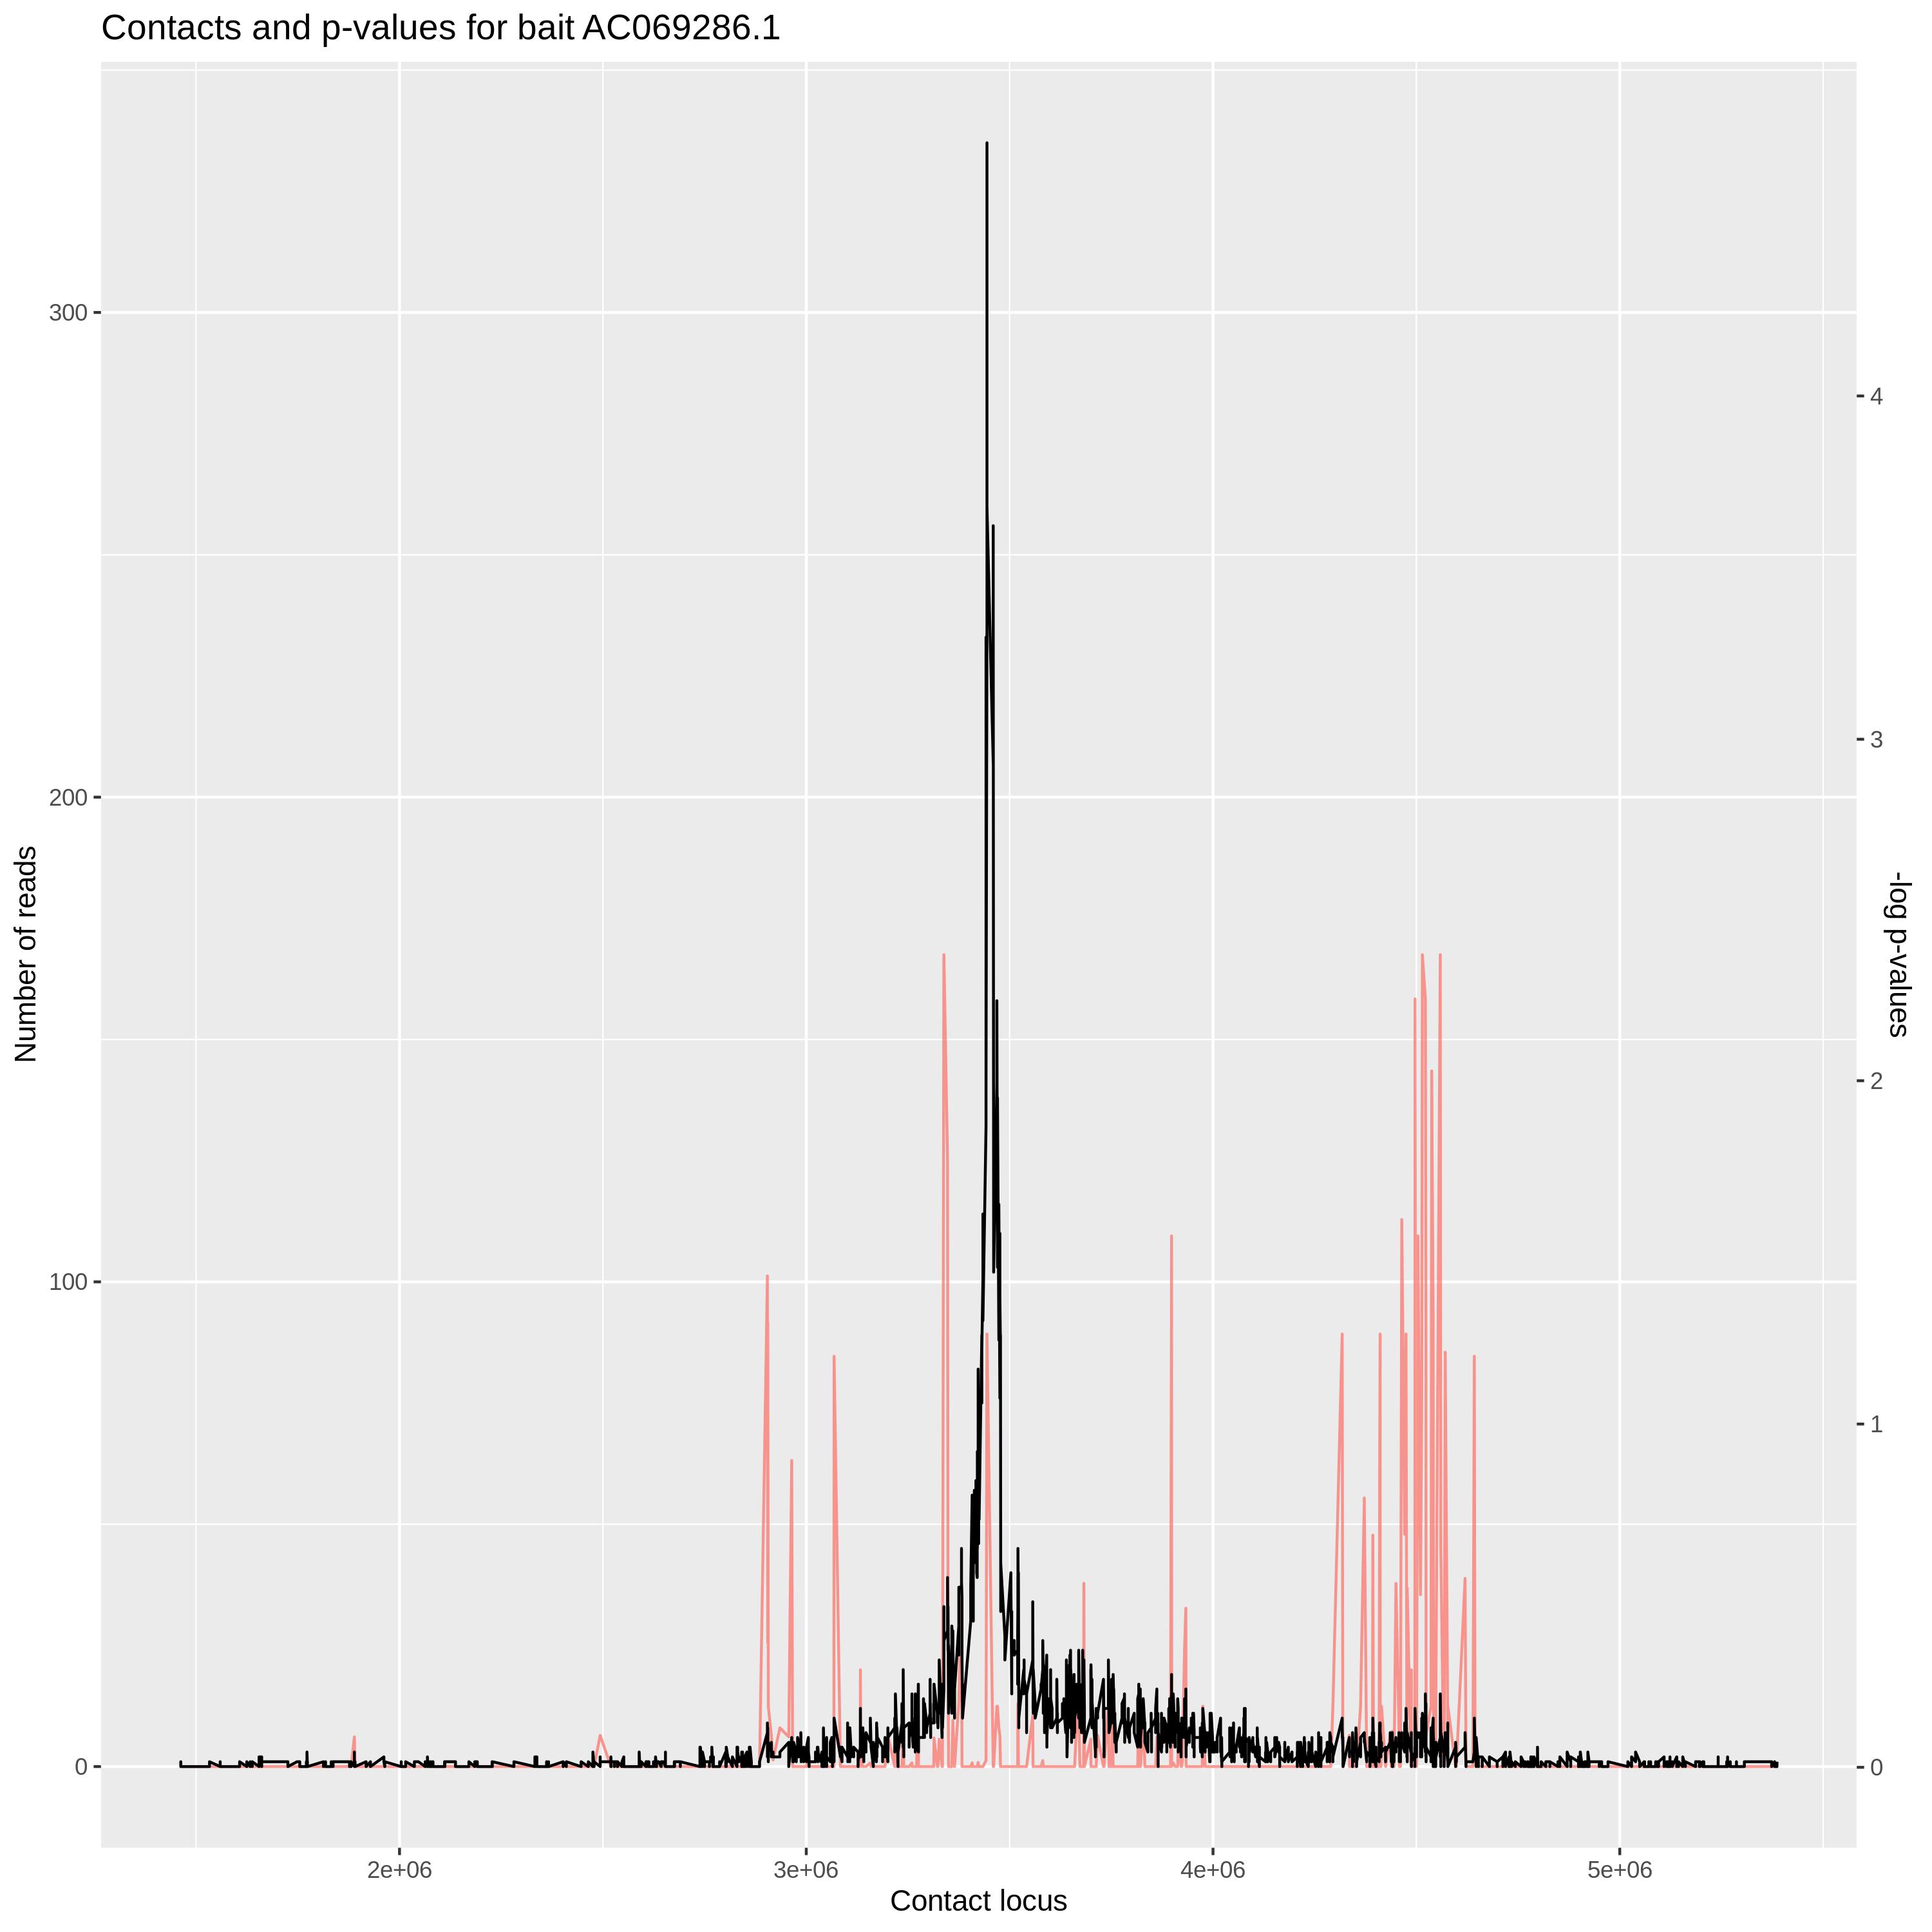 Contacts and p-values for bait AC069286.1
300
200
100
0
Number of reads
4
3
2
1
0
-log p-values
2e+06
3e+06
4e+06
5e+06
Contact locus